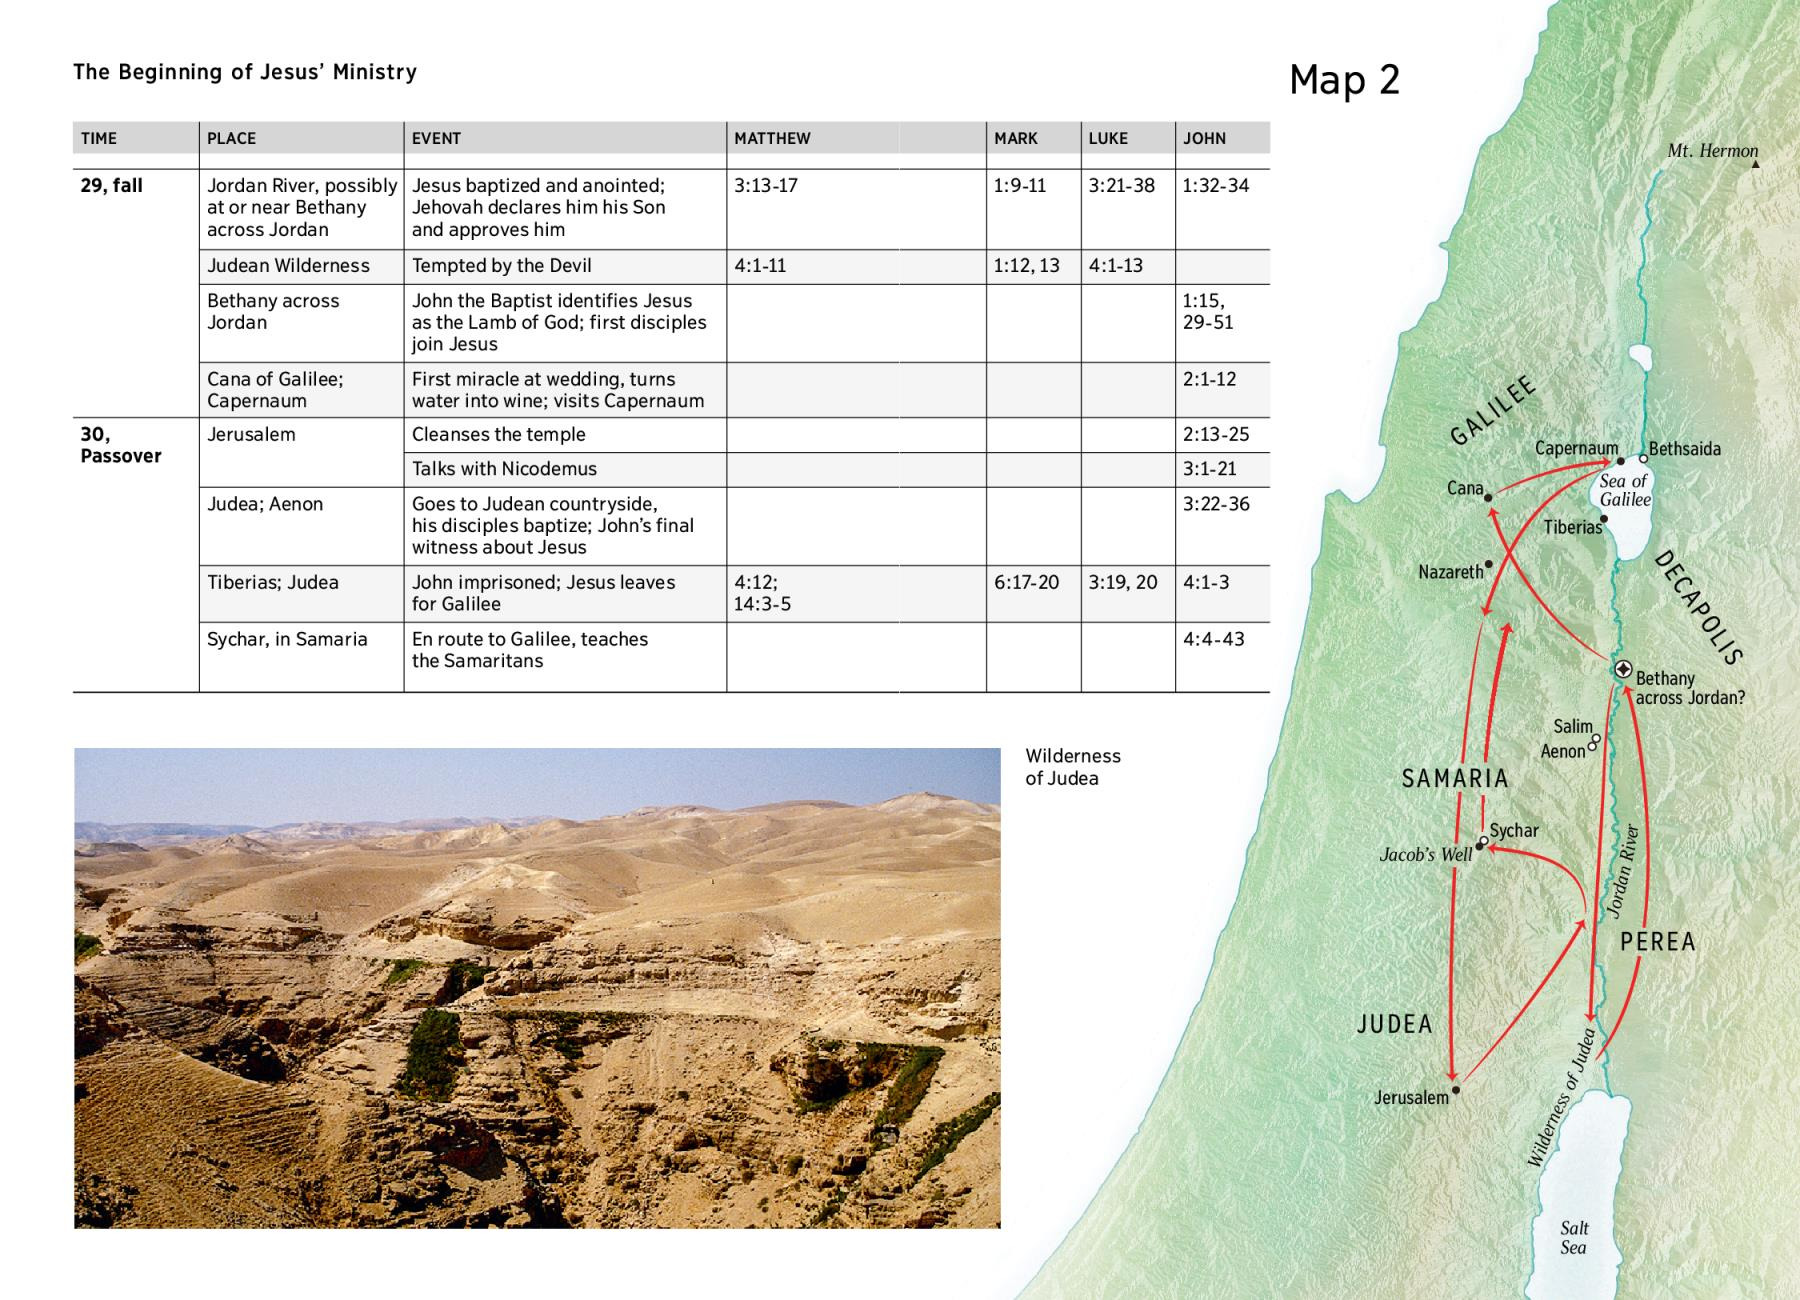 The Beginning of Jesus’ Ministry
Map 2
TIME PLACE EVENT MATTHEW MARK LUKE JOHN
29, fall
Jordan River, possibly
at or near Bethany
across Jordan
Jesus baptized and anointed;
Jehovah declares him his Son
and approves him
3:13-17
1:9-11
3:21-38
1:32-34
Judean Wilderness
Tempted by the Devil
4:1-11
1:12, 13
4:1-13
Bethany across
Jordan
John the Baptist identifies Jesus
as the Lamb of God; first disciples
join Jesus
1:15,
29-51
Cana of Galilee;
Capernaum
First miracle at wedding, turns
water into wine; visits Capernaum
2:1-12
30,
Passover
Jerusalem
Cleanses the temple
2:13-25
Talks with Nicodemus
3:1-21
Judea; Aenon
Goes to Judean countryside,
his disciples baptize; John’s final
witness about Jesus
3:22-36
Tiberias; Judea
John imprisoned; Jesus leaves
for Galilee
4:12;
14:3-5
6:17-20
3:19, 20
4:1-3
Sychar, in Samaria
En route to Galilee, teaches
the Samaritans
4:4-43
Wilderness
of Judea
Mt. Hermon
GALILEE
Capernaum
Bethsaida
Cana
Sea of
Galilee
Tiberias
Nazareth
DECAPOLIS
Bethany
across Jordan?
Salim
Aenon
SAMARIA
Sychar
Jacob’s Well
Jordan River
PEREA
JUDEA
Jerusalem
Wilderness of Judea
Salt
Sea